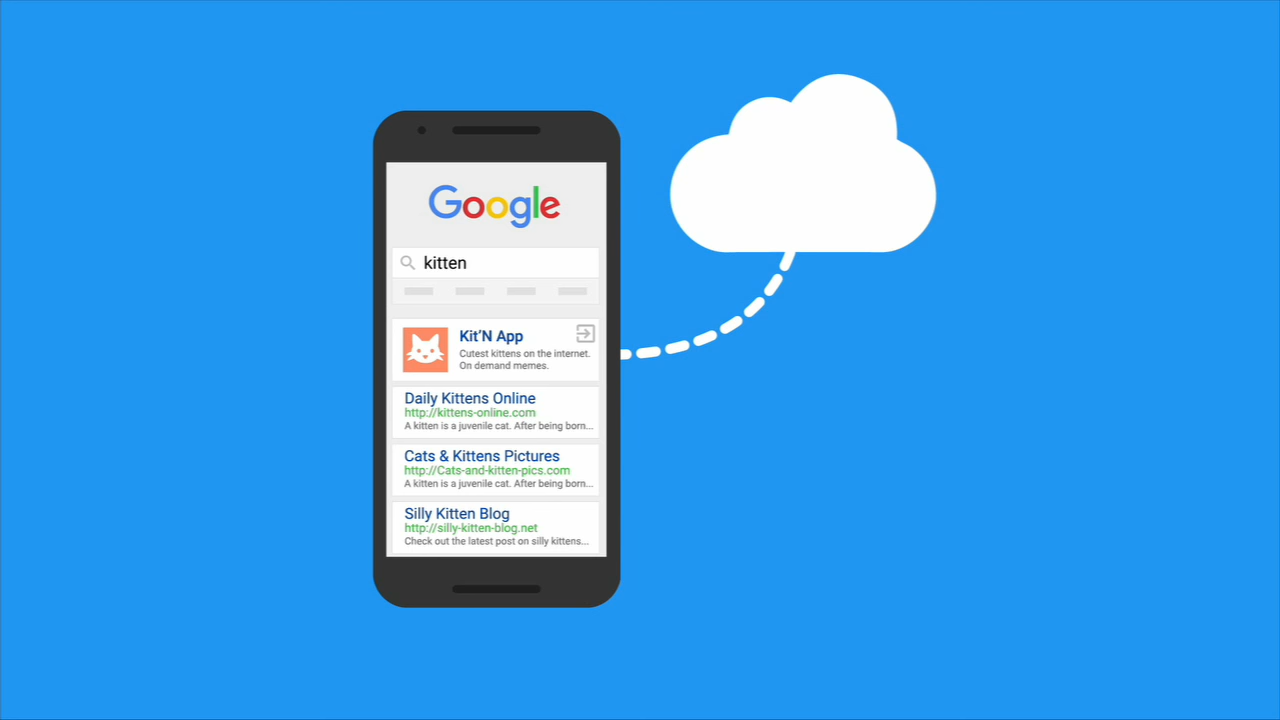 Google
kitten
Kit'N App
Cutest kittens on the internet.
On demand memes.
Daily Kittens Online
http://kittens-online.com
A kitten is a juvenile cat. After being born...
Cats & Kittens Pictures
http://Cats-and-kitten-pics.com
A kitten is a juvenile cat. After being born...
Silly Kitten Blog
http://silly-kitten-blog.net
Check out the latest post on silly kittens...